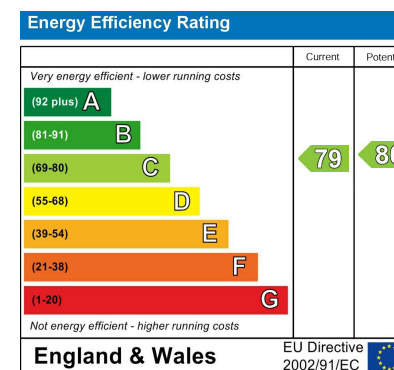 Energy Efficiency Rating
Current
Very energy efficient - lower running costs
(92 plus) A
(81-91) B
(69-80) C
(55-68) D
(39-54) E
(21-38) F
(1-20) G
79
Not energy efficient - higher running costs
England & Wales
EU Directive
2002/91/EC